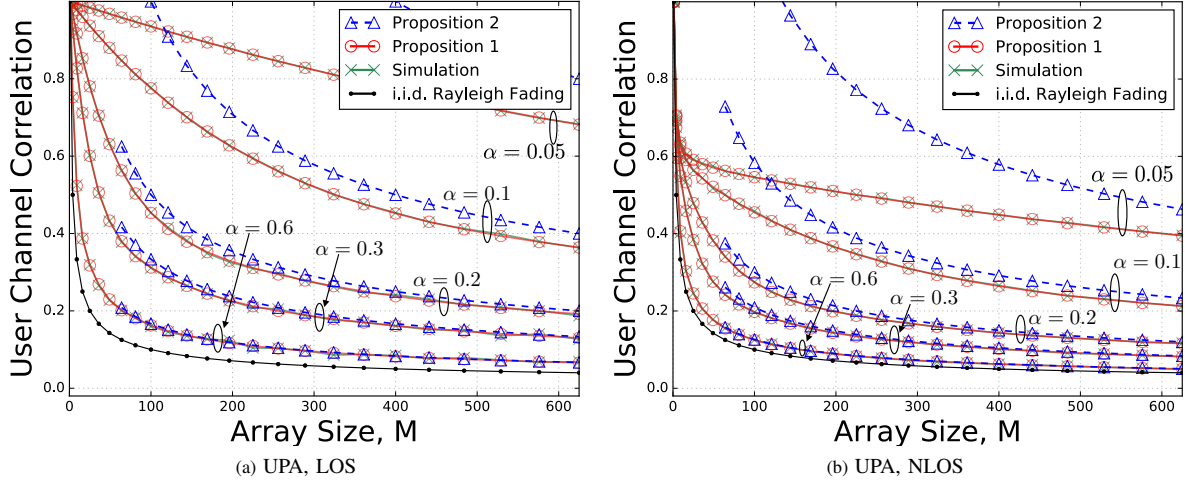 User Channel Correlation
0.8
0.6
0.4
0.2
0.0
0
100
200
300
400
500
600
Array Size, M
Proposition 2
Proposition 1
Simulation
i.i.d. Rayleigh Fading
α = 0.05
α = 0.1
α = 0.6
α = 0.3
α = 0.2
(a) UPA, LOS
User Channel Correlation
0.8
0.6
0.4
0.2
0.0
0
100
200
300
400
500
600
Array Size, M
Proposition 2
Proposition 1
Simulation
i.i.d. Rayleigh Fading
α = 0.05
α = 0.1
α = 0.6
α = 0.3
α = 0.2
(b) UPA, NLOS